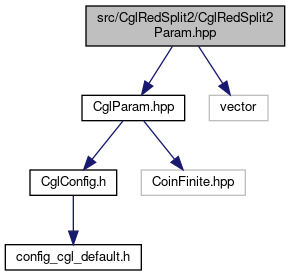 src/CglRedSplit2/CglRedSplit2
Param.hpp
CglParam.hpp
vector
CglConfig.h
CoinFinite.hpp
config_cgl_default.h